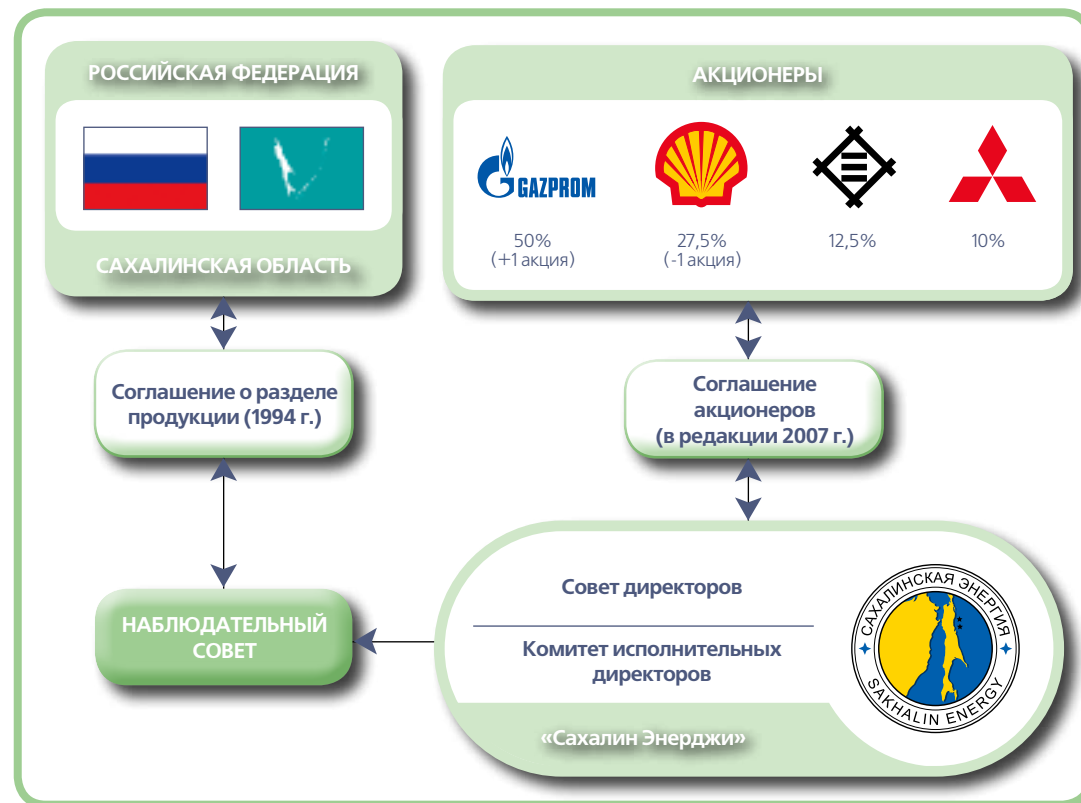 РОССИЙСКАЯ ФЕДЕРАЦИЯ
САХАЛИНСКАЯ ОБЛАСТЬ
АКЦИОНЕРЫ
GAZPROM
50%
(+1 акция)
27,5%
(-1 акция)
12,5%
10%
Соглашение о разделе
продукции (1994 г.)
Соглашение
акционеров
(в редакции 2007 г.)
НАБЛЮДАТЕЛЬНЫЙ
СОВЕТ
Совет директоров
Комитет исполнительных
директоров
«Сахалин Энерджи»
САХАЛИНСКАЯ ЭНЕРГИЯ
SAKHALIN ENERGY